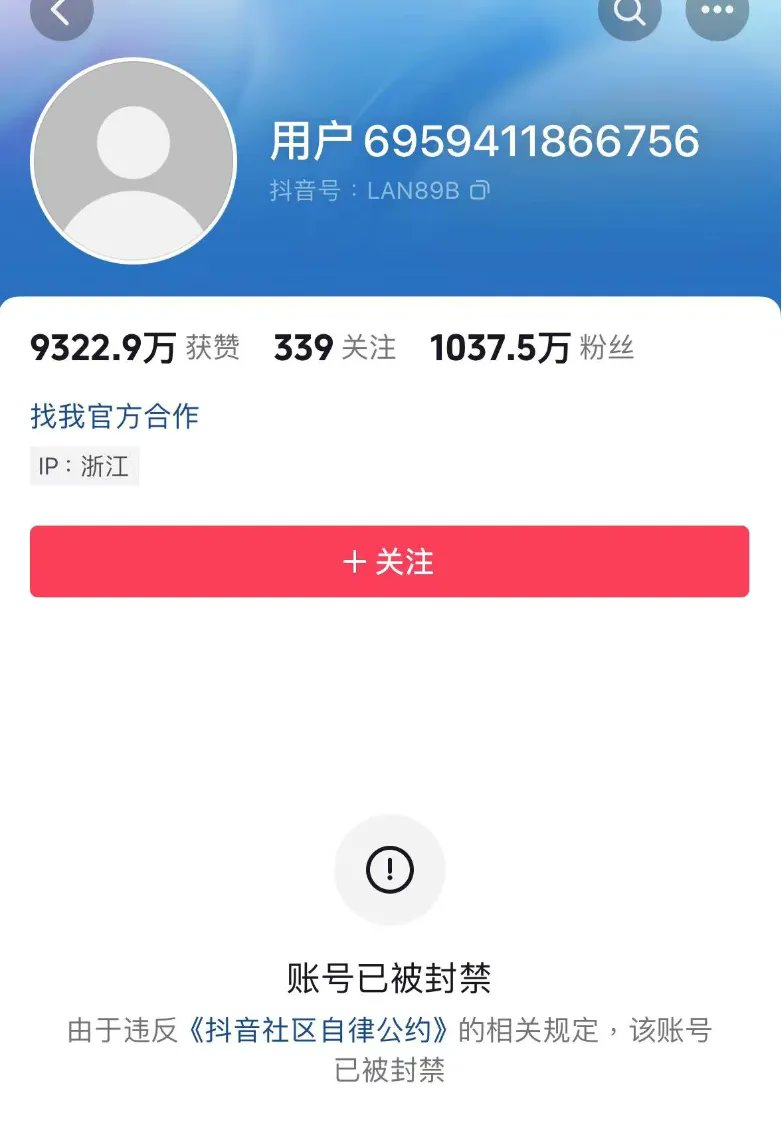 用户6959411866756
抖音号：LAN89B
9322.9万 获赞 339 关注 1037.5万 粉丝
找我官方合作
IP：浙江
+ 关注
账号已被封禁
由于违反《抖音社区自律公约》的相关规定，该账号
已被封禁